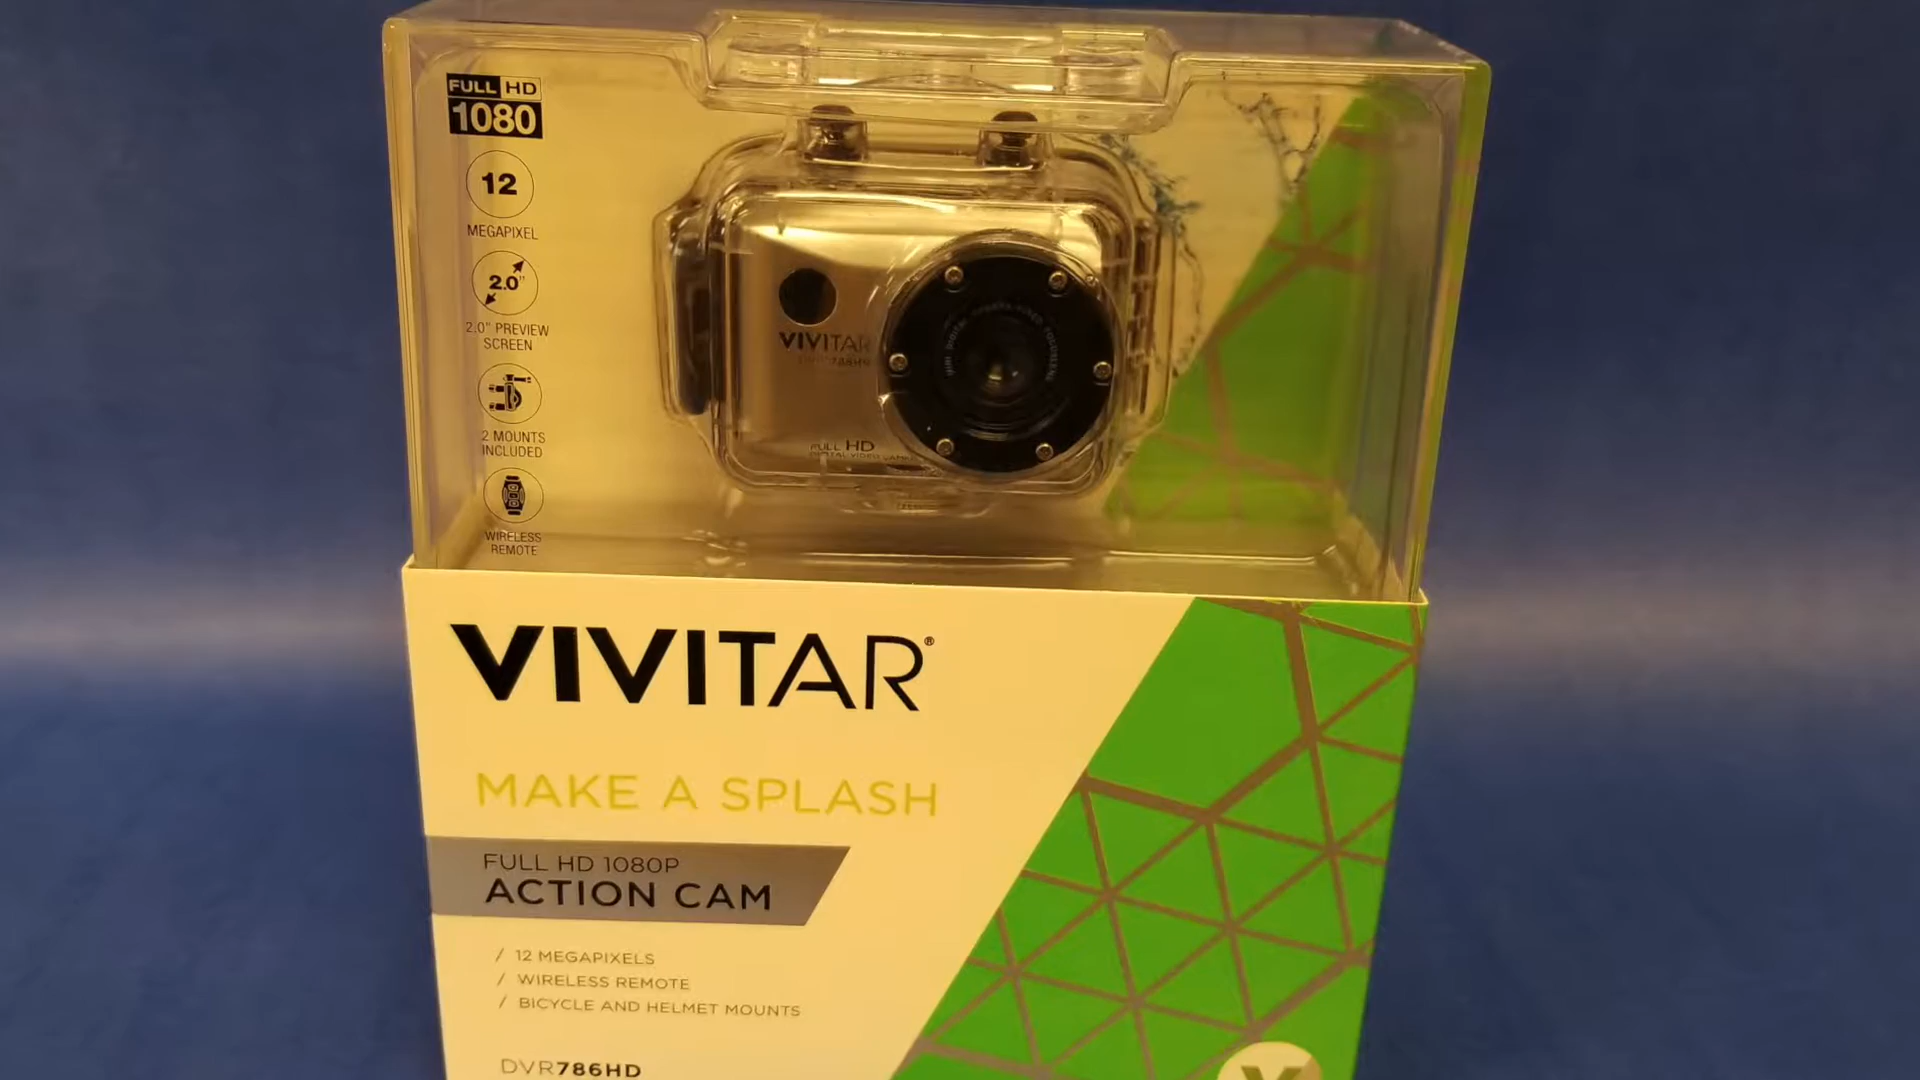 FULL HD
1080
12
MEGAPIXEL
2.0"
2.0" PREVIEW
SCREEN
2 MOUNTS
INCLUDED
WIRELESS
REMOTE
VIVITAR
FULL HD
VIVITAR®
MAKE A SPLASH
FULL HD 1080P
ACTION CAM
/ 12 MEGAPIXELS
/ WIRELESS REMOTE
/ BICYCLE AND HELMET MOUNTS
DVR786HD